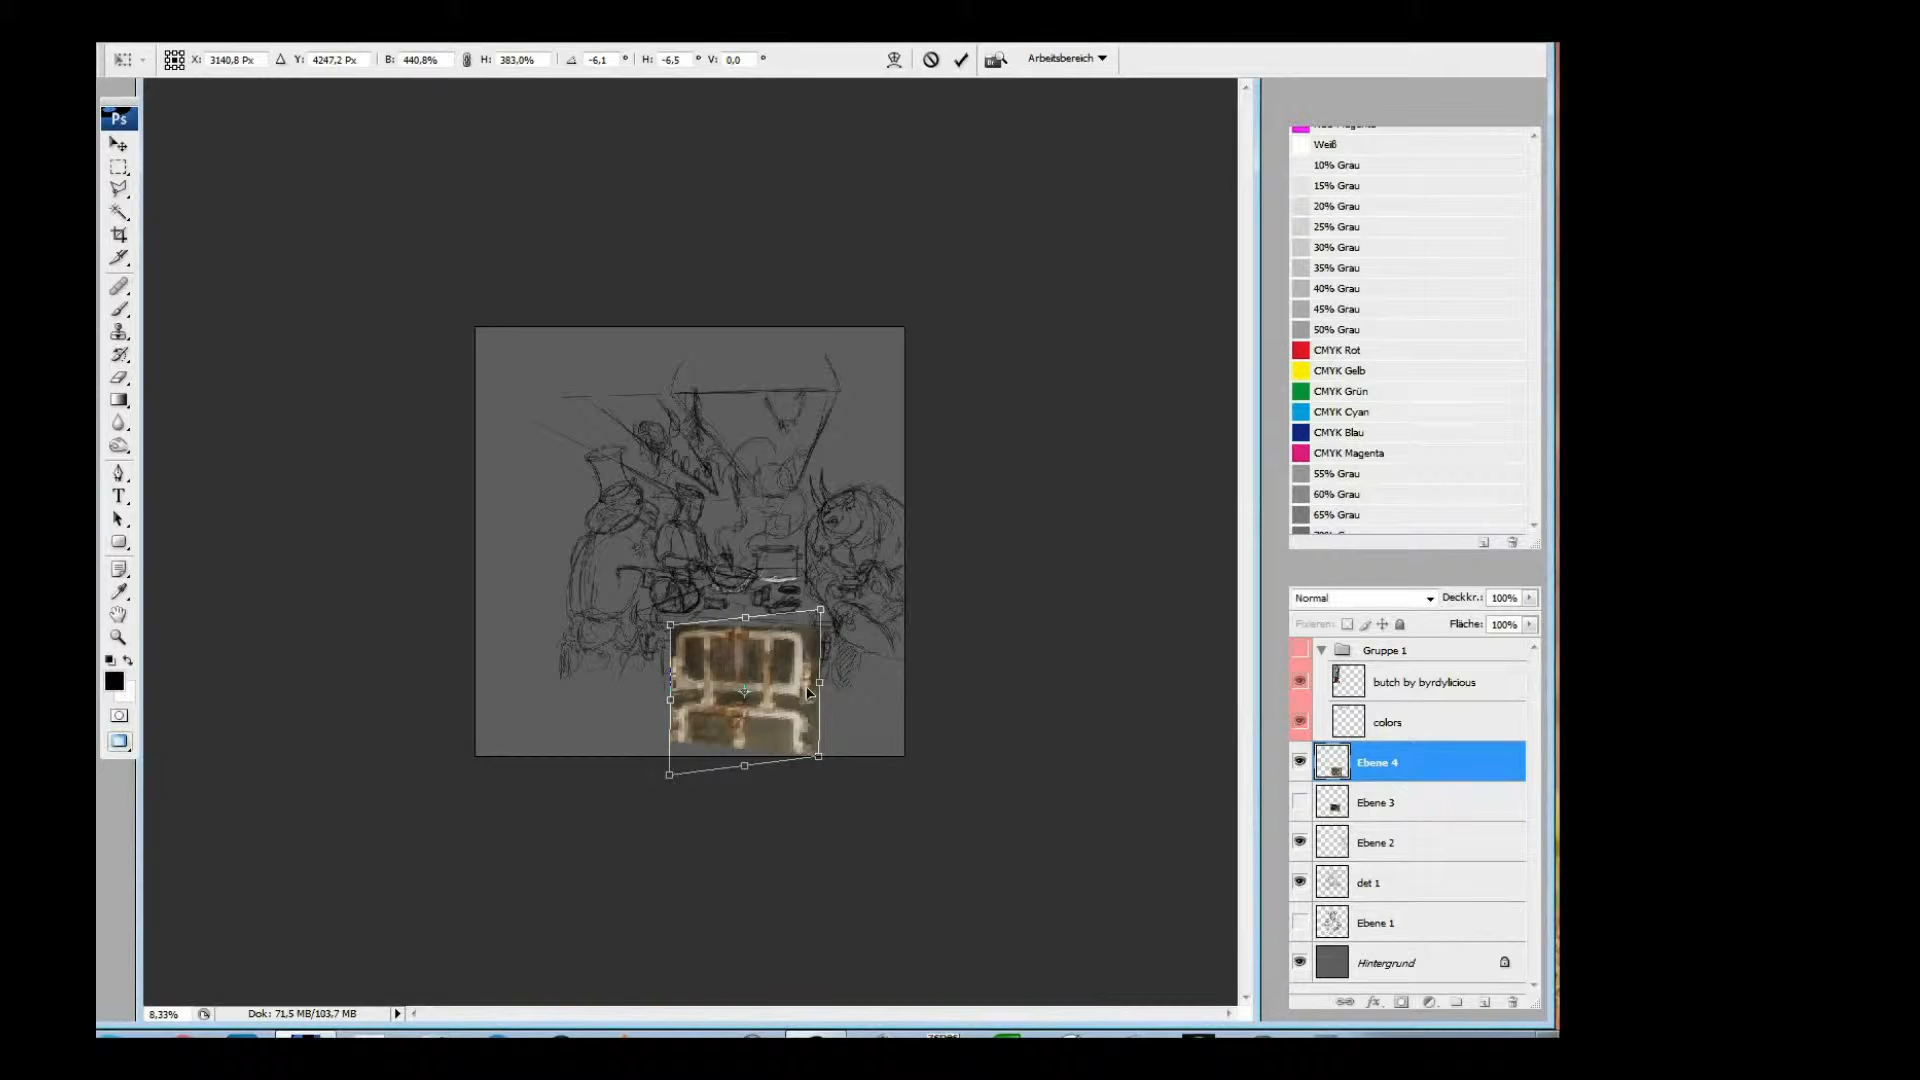 X: 3140,8 Px Y: 4247,2 Px B: 440,8% H: 383,0% -6,1 ° H: -6,5 ° V: 0,0 ° Arbeitsbereich
Ps
Weiß
10% Grau
15% Grau
20% Grau
25% Grau
30% Grau
35% Grau
40% Grau
45% Grau
50% Grau
CMYK Rot
CMYK Gelb
CMYK Grün
CMYK Cyan
CMYK Blau
CMYK Magenta
55% Grau
60% Grau
65% Grau
Normal Deckkr.: 100%
Fixieren: Fläche: 100%
Gruppe 1
butch by byrdylicious
colors
Ebene 4
Ebene 3
Ebene 2
det 1
Ebene 1
Hintergrund
8,33% Dok: 71,5 MB/103,7 MB